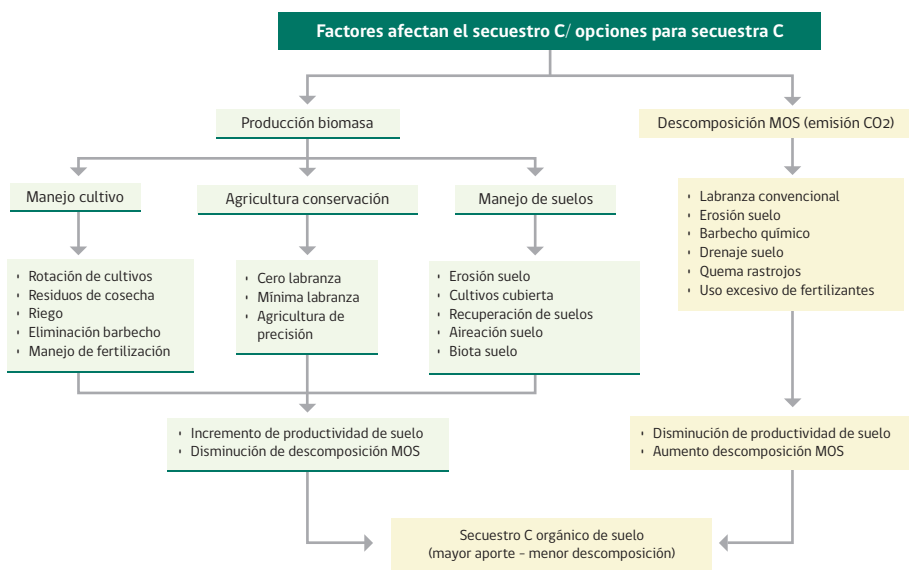 Factores afectan el secuestro C/ opciones para secuestra C
Producción biomasa
Descomposición MOS (emisión CO2)
Manejo cultivo
Agricultura conservación
Manejo de suelos
• Rotación de cultivos
• Residuos de cosecha
• Riego
• Eliminación barbecho
• Manejo de fertilización
• Cero labranza
• Mínima labranza
• Agricultura de
precisión
• Erosión suelo
• Cultivos cubierta
• Recuperación de suelos
• Aireación suelo
• Biota suelo
• Labranza convencional
• Erosión suelo
• Barbecho químico
• Drenaje suelo
• Quema rastrojos
• Uso excesivo de fertilizantes
• Incremento de productividad de suelo
• Disminución de descomposición MOS
• Disminución de productividad de suelo
• Aumento descomposición MOS
Secuestro C orgánico de suelo
(mayor aporte – menor descomposición)